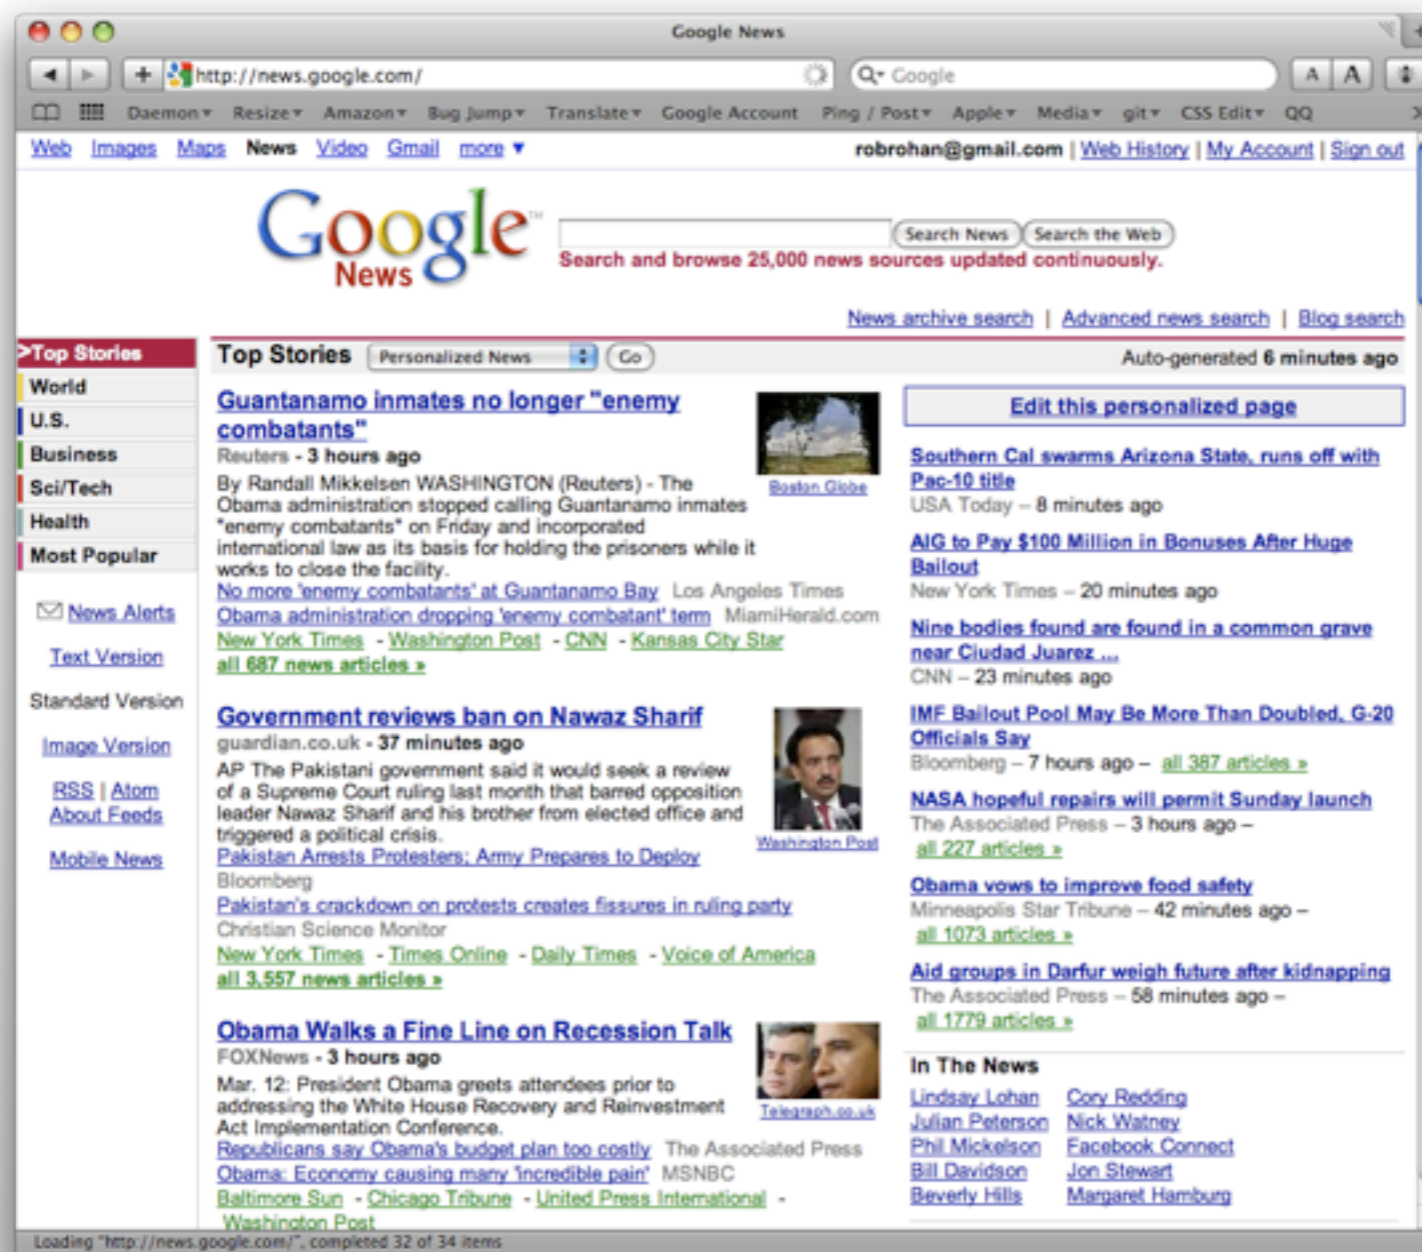 Google News
http://news.google.com/
Google
A A
Daemon Resize Amazon Bug Jump Translate Google Account Ping / Post Apple Media git CSS Edit QQ
Web Images Maps News Video Gmail more ▼
robrohan@gmail.com | Web History | My Account | Sign out
Google™
News
Search News Search the Web
Search and browse 25,000 news sources updated continuously.
News archive search | Advanced news search | Blog search
>Top Stories
World
U.S.
Business
Sci/Tech
Health
Most Popular
News Alerts
Text Version
Standard Version
Image Version
RSS | Atom
About Feeds
Mobile News
Top Stories Personalized News Go
Auto-generated 6 minutes ago
Guantanamo inmates no longer "enemy
combatants"
Reuters - 3 hours ago
By Randall Mikkelsen WASHINGTON (Reuters) - The
Obama administration stopped calling Guantanamo inmates
"enemy combatants" on Friday and incorporated
international law as its basis for holding the prisoners while it
works to close the facility.
Boston Globe
No more 'enemy combatants' at Guantanamo Bay Los Angeles Times
Obama administration dropping 'enemy combatant' term MiamiHerald.com
New York Times - Washington Post - CNN - Kansas City Star
all 687 news articles »
Government reviews ban on Nawaz Sharif
guardian.co.uk - 37 minutes ago
AP The Pakistani government said it would seek a review
of a Supreme Court ruling last month that barred opposition
leader Nawaz Sharif and his brother from elected office and
triggered a political crisis.
Washington Post
Pakistan Arrests Protesters; Army Prepares to Deploy
Bloomberg
Pakistan's crackdown on protests creates fissures in ruling party
Christian Science Monitor
New York Times - Times Online - Daily Times - Voice of America
all 3,557 news articles »
Obama Walks a Fine Line on Recession Talk
FOXNews - 3 hours ago
Mar. 12: President Obama greets attendees prior to
addressing the White House Recovery and Reinvestment
Act Implementation Conference.
Telegraph.co.uk
Republicans say Obama's budget plan too costly The Associated Press
Obama: Economy causing many 'incredible pain' MSNBC
Baltimore Sun - Chicago Tribune - United Press International -
Washington Post
Edit this personalized page
Southern Cal swarms Arizona State, runs off with
Pac-10 title
USA Today – 8 minutes ago
AIG to Pay $100 Million in Bonuses After Huge
Bailout
New York Times – 20 minutes ago
Nine bodies found are found in a common grave
near Ciudad Juarez ...
CNN – 23 minutes ago
IMF Bailout Pool May Be More Than Doubled, G-20
Officials Say
Bloomberg – 7 hours ago – all 387 articles »
NASA hopeful repairs will permit Sunday launch
The Associated Press – 3 hours ago –
all 227 articles »
Obama vows to improve food safety
Minneapolis Star Tribune – 42 minutes ago –
all 1073 articles »
Aid groups in Darfur weigh future after kidnapping
The Associated Press – 58 minutes ago –
all 1779 articles »
In The News
Lindsay Lohan Cory Redding
Julian Peterson Nick Watney
Phil Mickelson Facebook Connect
Bill Davidson Jon Stewart
Beverly Hills Margaret Hamburg
Loading "http://news.google.com/", completed 32 of 34 items